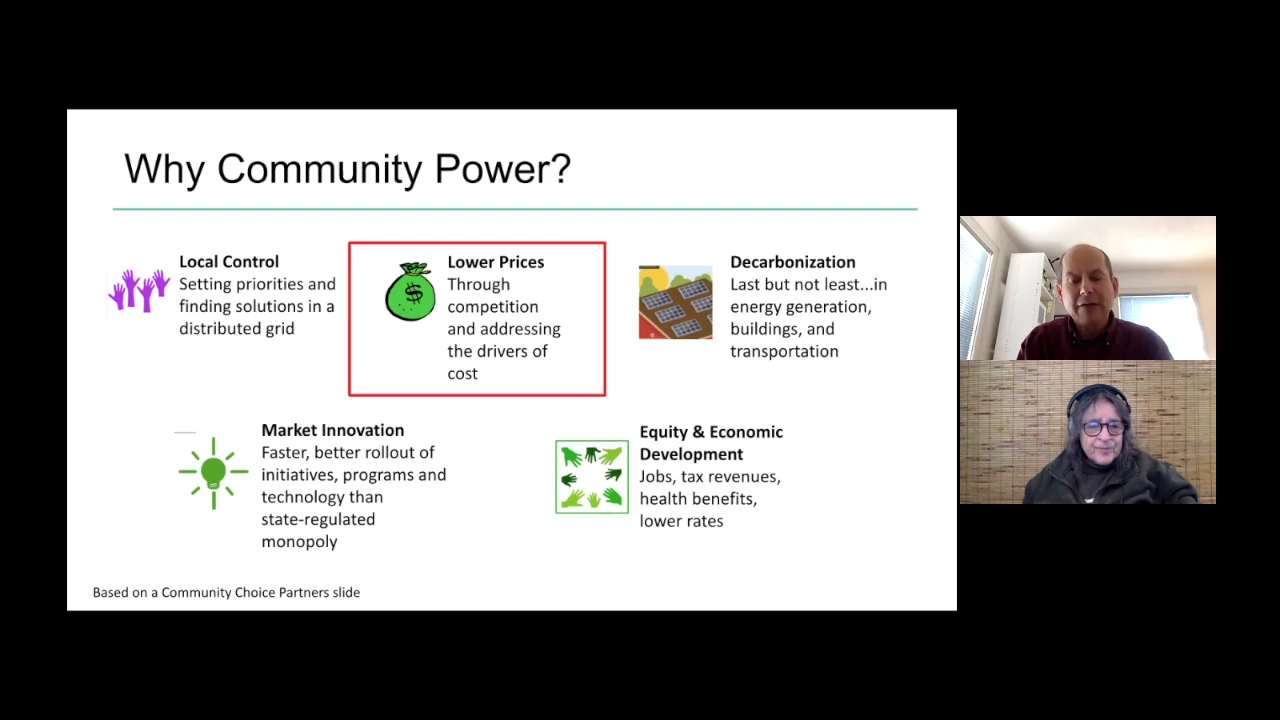 Why Community Power?
Local Control
Setting priorities and
finding solutions in a
distributed grid
Lower Prices
Through
competition
and addressing
the drivers of
cost
Decarbonization
Last but not least...in
energy generation,
buildings, and
transportation
Market Innovation
Faster, better rollout of
initiatives, programs and
technology than
state-regulated
monopoly
Equity & Economic
Development
Jobs, tax revenues,
health benefits,
lower rates
Based on a Community Choice Partners slide